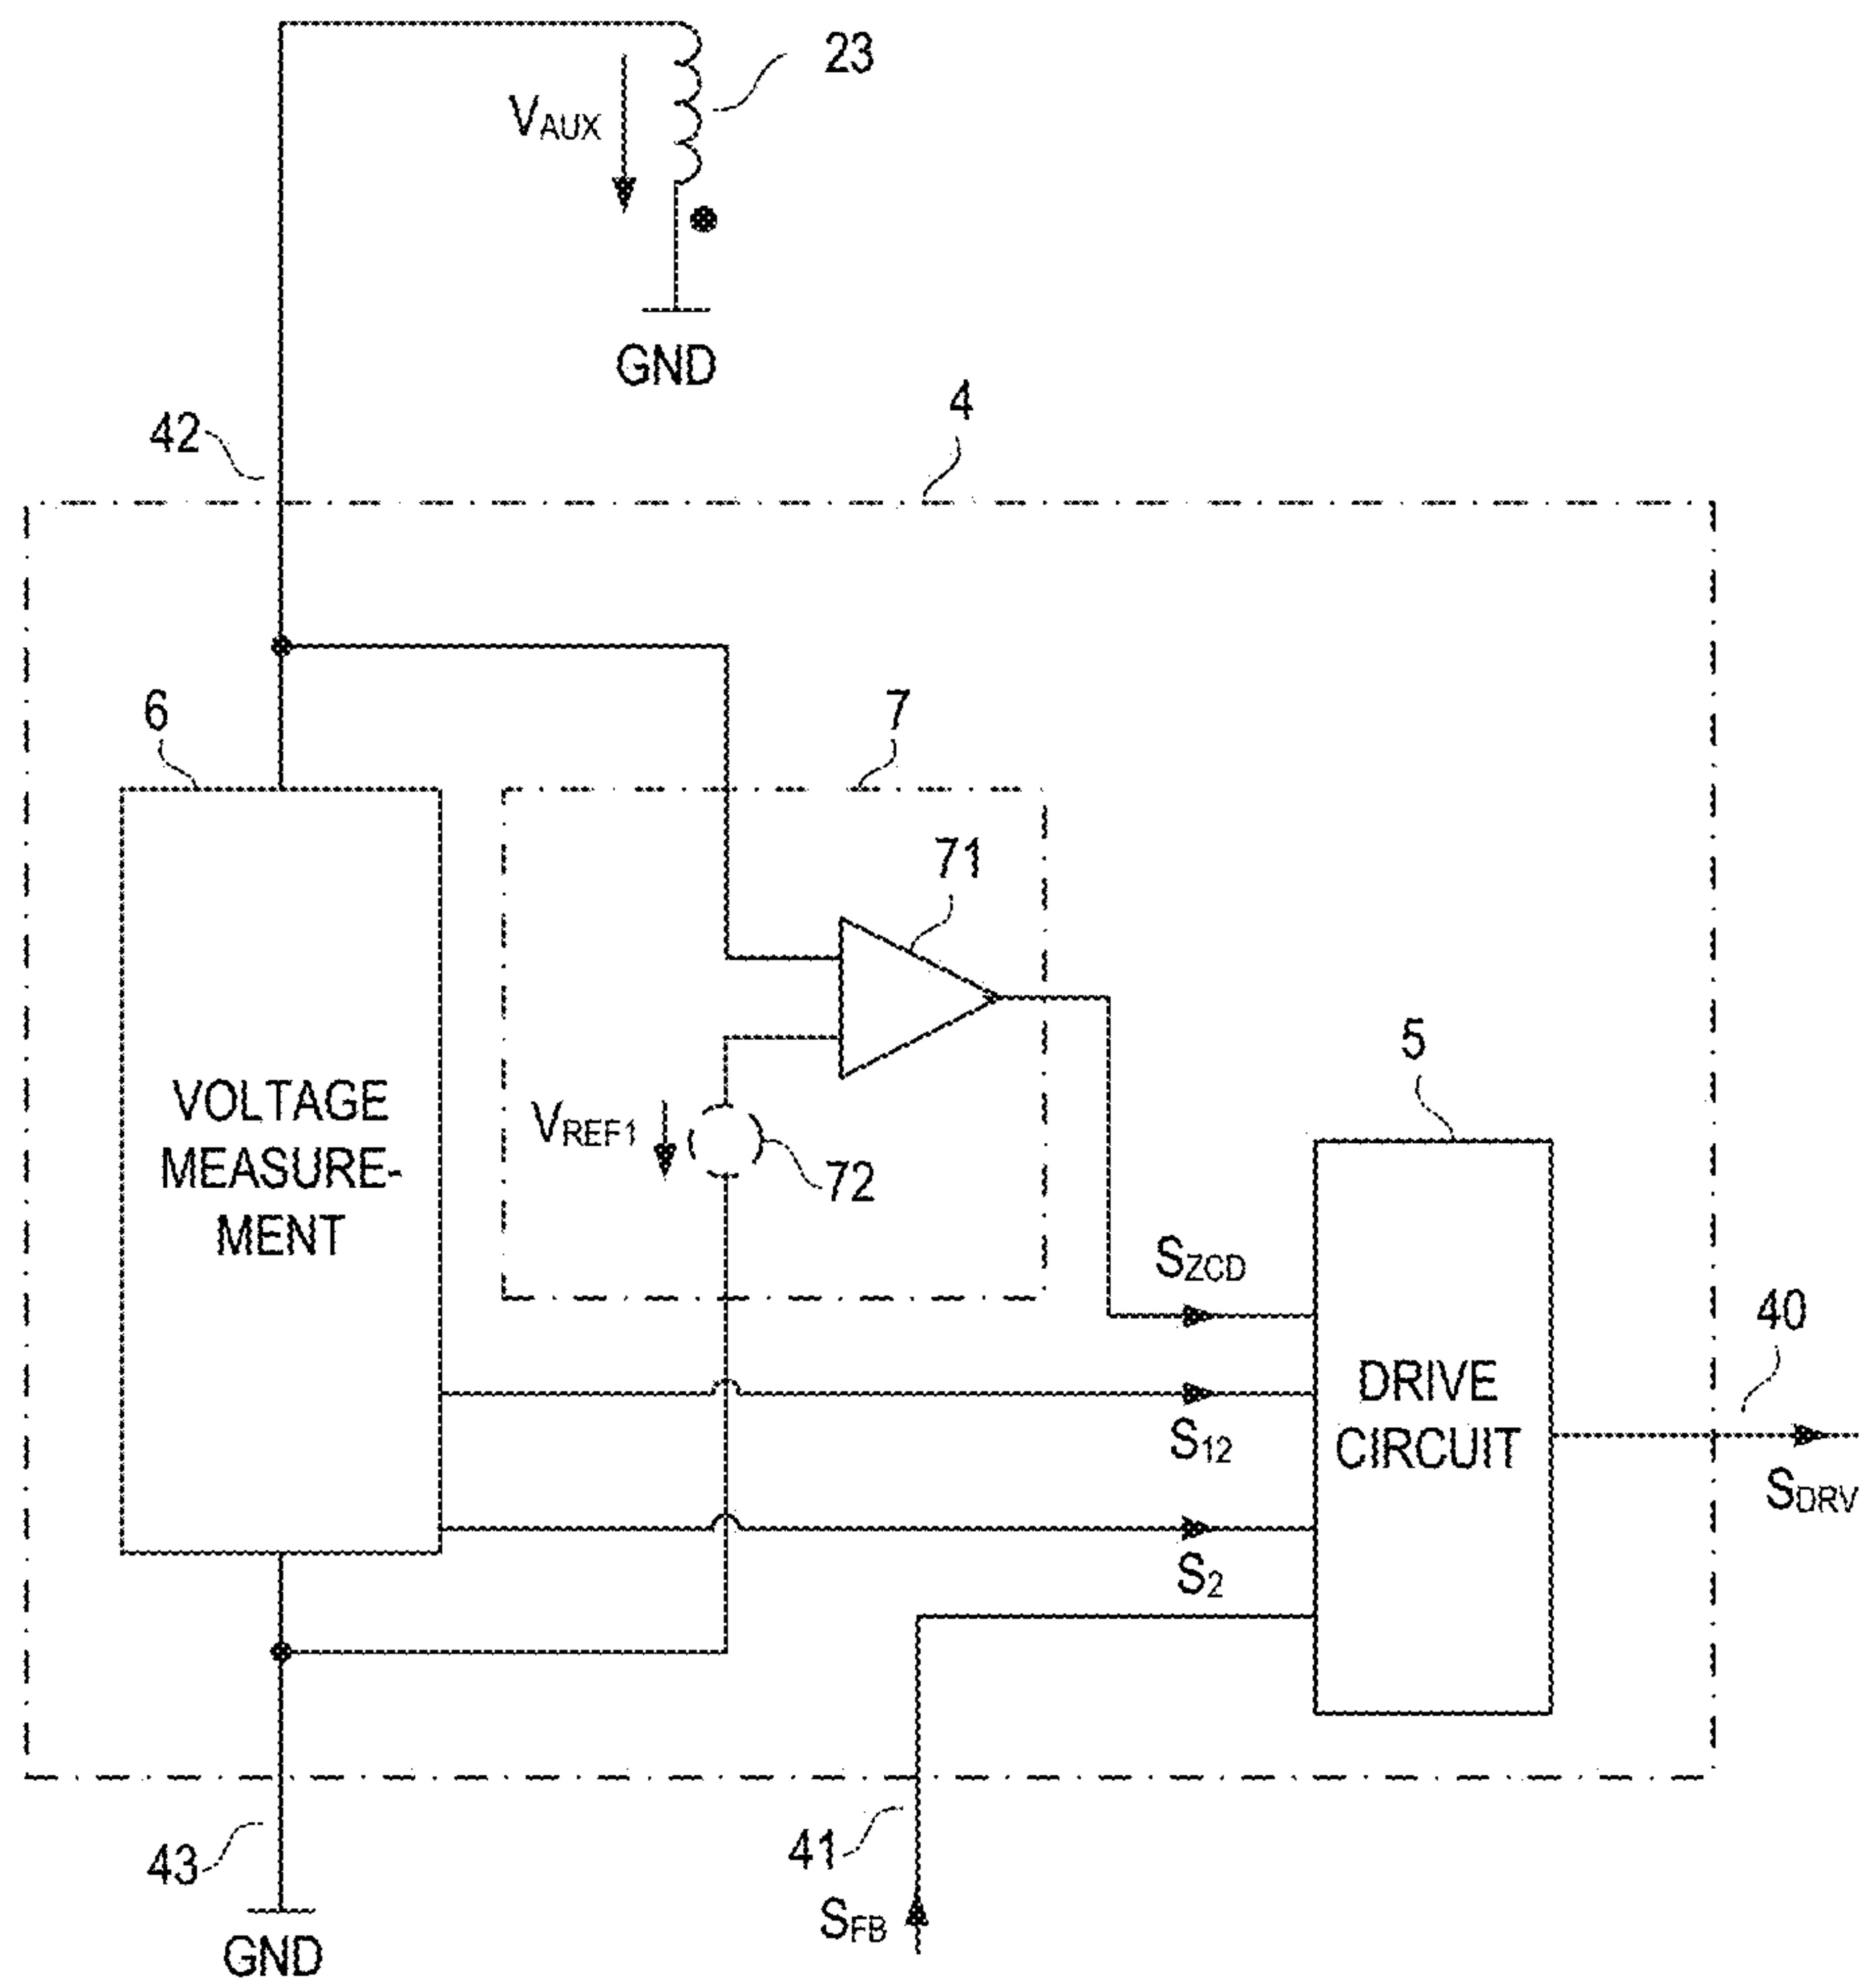 23
VAUX
GND
4
42
6
7
71
5
VOLTAGE
MEASURE-
MENT
VREF1
72
SZCD
40
DRIVE
CIRCUIT
S12
SDRV
S2
41
43
SFB
GND